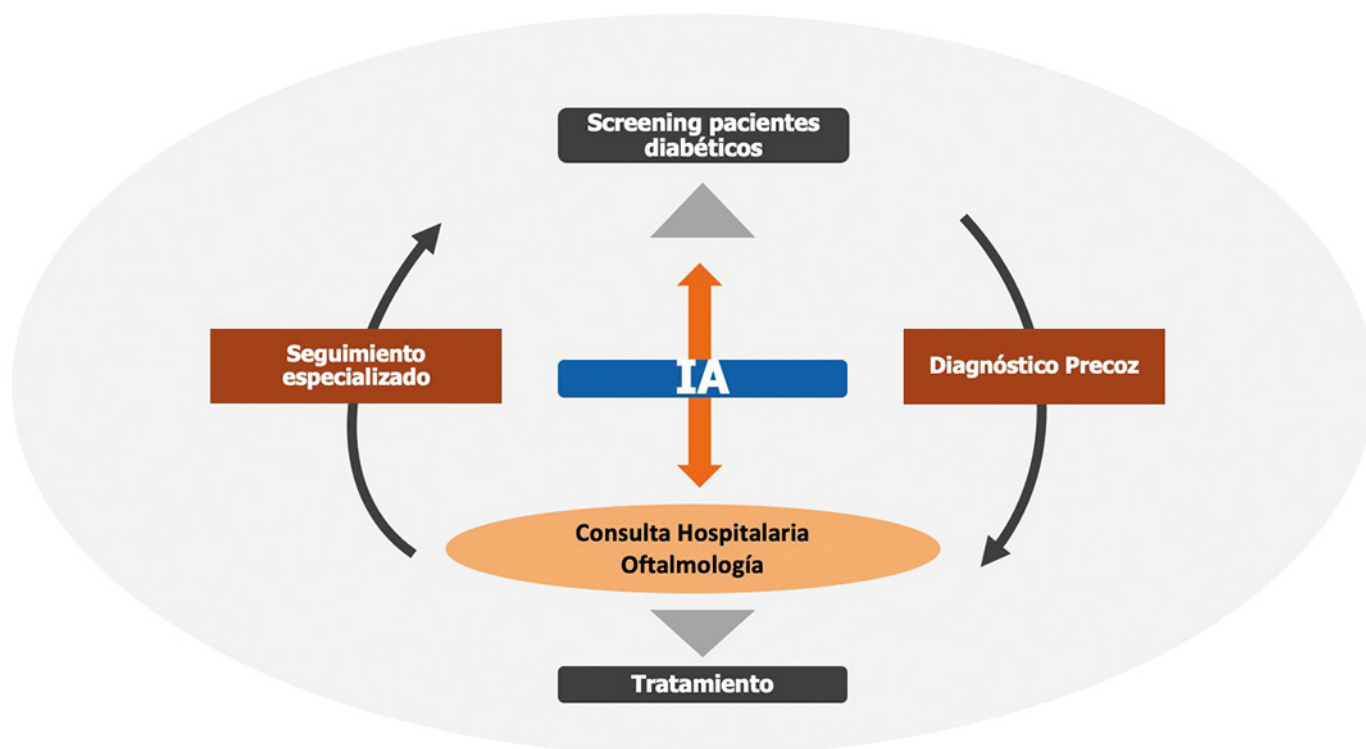 Screening pacientes
diabéticos
Seguimiento
especializado
IA
Diagnóstico Precoz
Consulta Hospitalaria
Oftalmología
Tratamiento